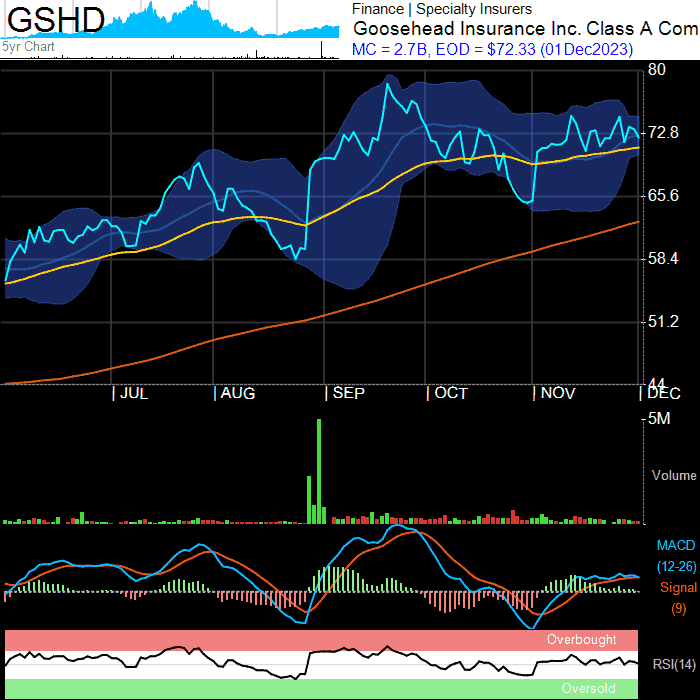 GSHD
5yr Chart
Finance | Specialty Insurers
Goosehead Insurance Inc. Class A Com
MC = 2.7B, EOD = $72.33 (01Dec2023)
80
72.8
65.6
58.4
51.2
44
JUL
AUG
SEP
OCT
NOV
DEC
5M
Volume
MACD
(12-26)
Signal
(9)
Overbought
RSI(14)
Oversold